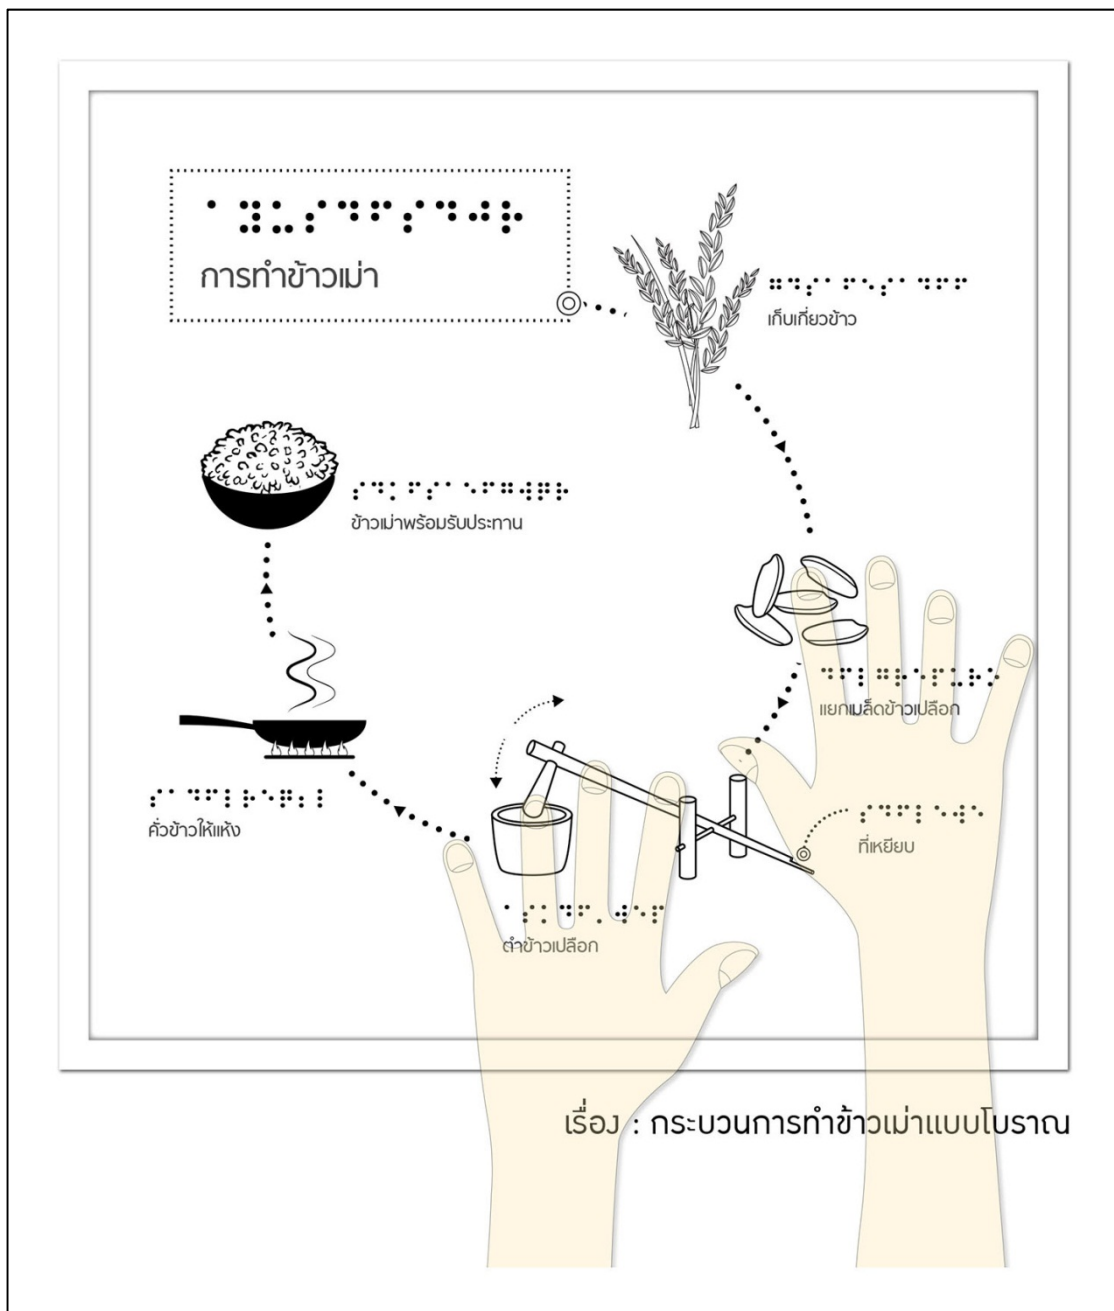 การทำข้าวเม่า
เก็บเกี่ยวข้าว
ข้าวเม่าพร้อมรับประทาน
แยกเมล็ดข้าวเปลือก
คั่วข้าวให้แห้ง
ที่เหยียบ
ตำข้าวเปลือก
เรื่อง : กระบวนการทำข้าวเม่าแบบโบราณ